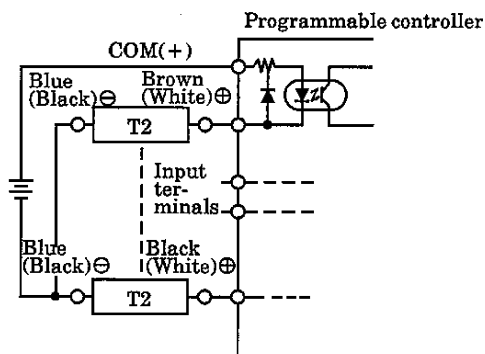 Programmable controller
COM(+)
Blue
(Black)⊖
Brown
(White)⊕
T2
Input
ter-
minals
Blue
(Black)⊖
Black
(White)⊕
T2